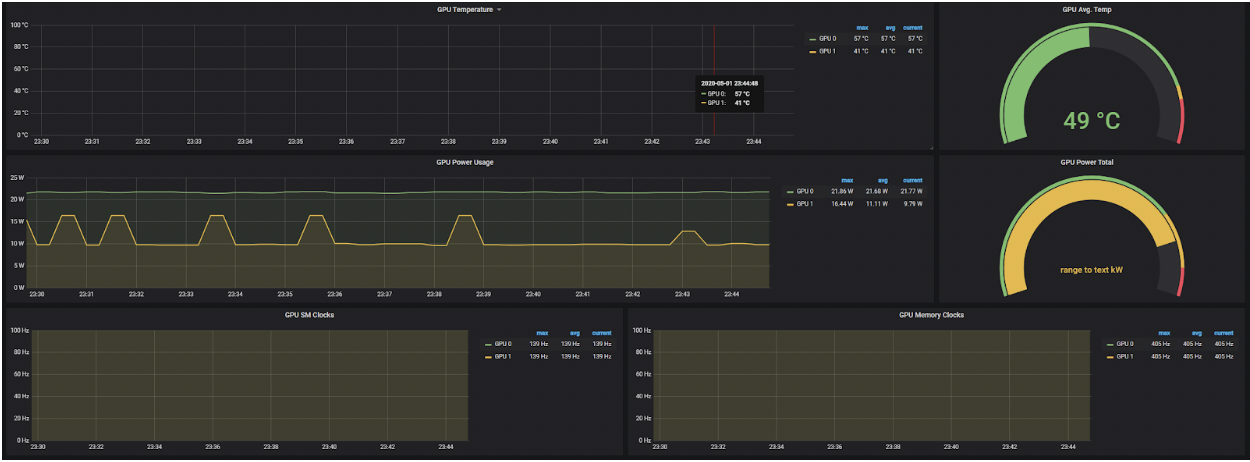 GPU Temperature
100 °C
80 °C
60 °C
40 °C
20 °C
0 °C
23:30 23:31 23:32 23:33 23:34 23:35 23:36 23:37 23:38 23:39 23:40 23:41 23:42 23:43 23:44
max avg current
GPU 0 57 °C 57 °C 57 °C
GPU 1 41 °C 41 °C 41 °C
2020-05-01 23:44:48
GPU 0: 57 °C
GPU 1: 41 °C
GPU Avg. Temp
49 °C
GPU Power Usage
25 W
20 W
15 W
10 W
5 W
0 W
23:30 23:31 23:32 23:33 23:34 23:35 23:36 23:37 23:38 23:39 23:40 23:41 23:42 23:43 23:44
max avg current
GPU 0 21.86 W 21.68 W 21.77 W
GPU 1 16.44 W 11.11 W 9.79 W
GPU Power Total
range to text kW
GPU SM Clocks
100 Hz
80 Hz
60 Hz
40 Hz
20 Hz
0 Hz
23:30 23:32 23:34 23:36 23:38 23:40 23:42 23:44
max avg current
GPU 0 139 Hz 139 Hz 139 Hz
GPU 1 139 Hz 139 Hz 139 Hz
GPU Memory Clocks
100 Hz
80 Hz
60 Hz
40 Hz
20 Hz
0 Hz
23:30 23:32 23:34 23:36 23:38 23:40 23:42 23:44
max avg current
GPU 0 405 Hz 405 Hz 405 Hz
GPU 1 405 Hz 405 Hz 405 Hz